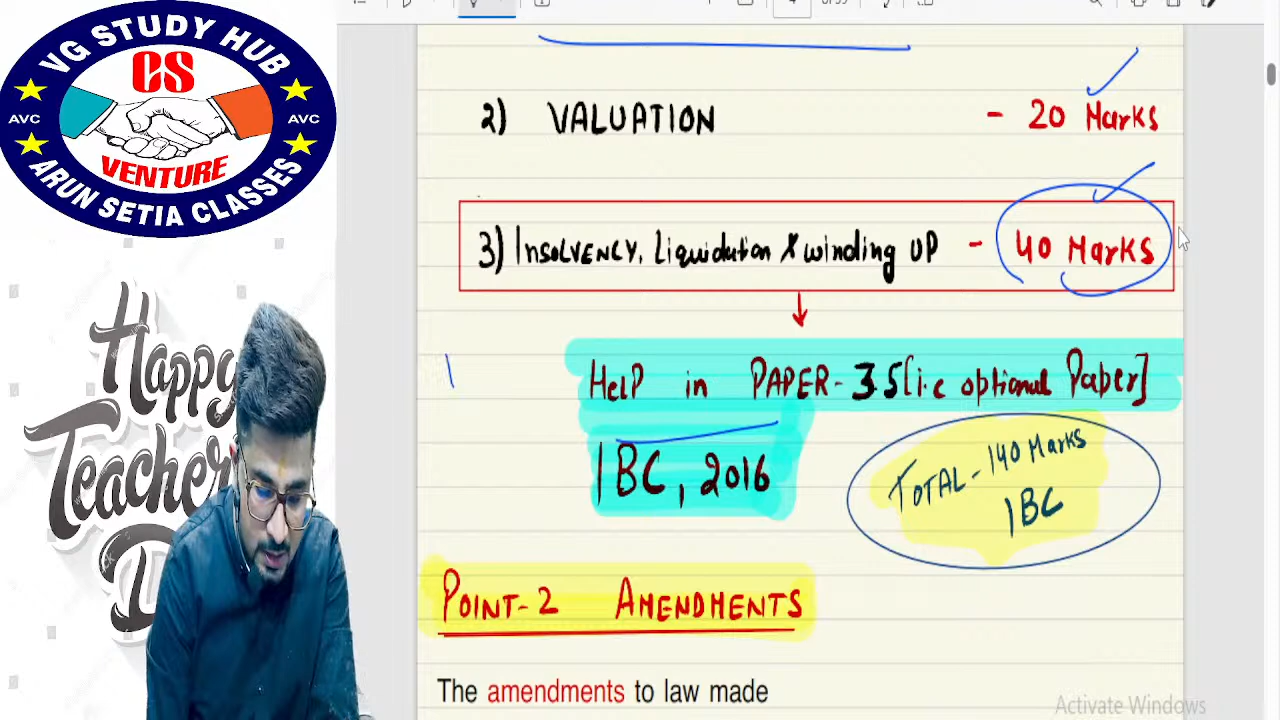 VG STUDY HUB
CS
AVC
AVC
VENTURE
ARUN SETIA CLASSES
Happy
Teacher
D
2) VALUATION - 20 Marks
3) INSOLVENCY, Liquidation & winding UP - 40 Marks
HELP in PAPER-3.5[i.e optional Paper]
IBC, 2016
TOTAL - 140 Marks
IBC
POINT-2 AMENDMENTS
The amendments to law made
Activate Windows